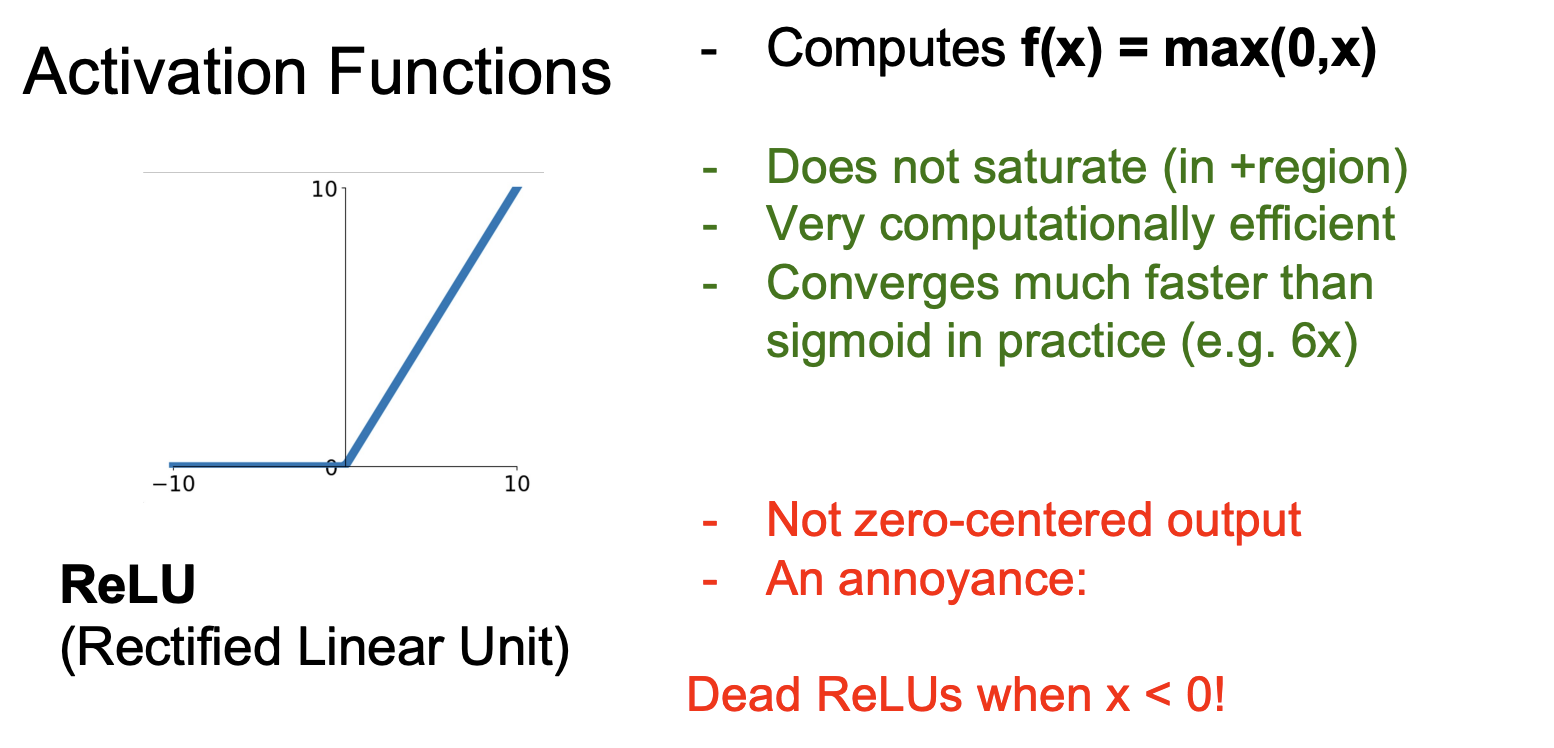 Activation Functions
10
0
−10
10
ReLU
(Rectified Linear Unit)
- Computes f(x) = max(0,x)
- Does not saturate (in +region)
- Very computationally efficient
- Converges much faster than
sigmoid in practice (e.g. 6x)
- Not zero-centered output
- An annoyance:
Dead ReLUs when x < 0!